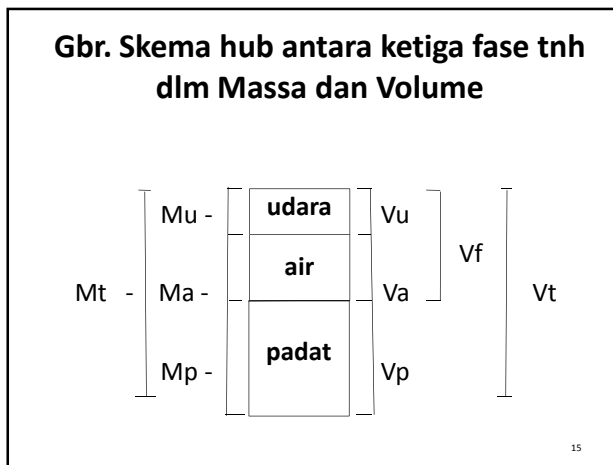 Gbr. Skema hub antara ketiga fase tnh
dlm Massa dan Volume
Mu - udara Vu
Vf
air
Mt - Ma - Va Vt
padat
Mp - Vp
15